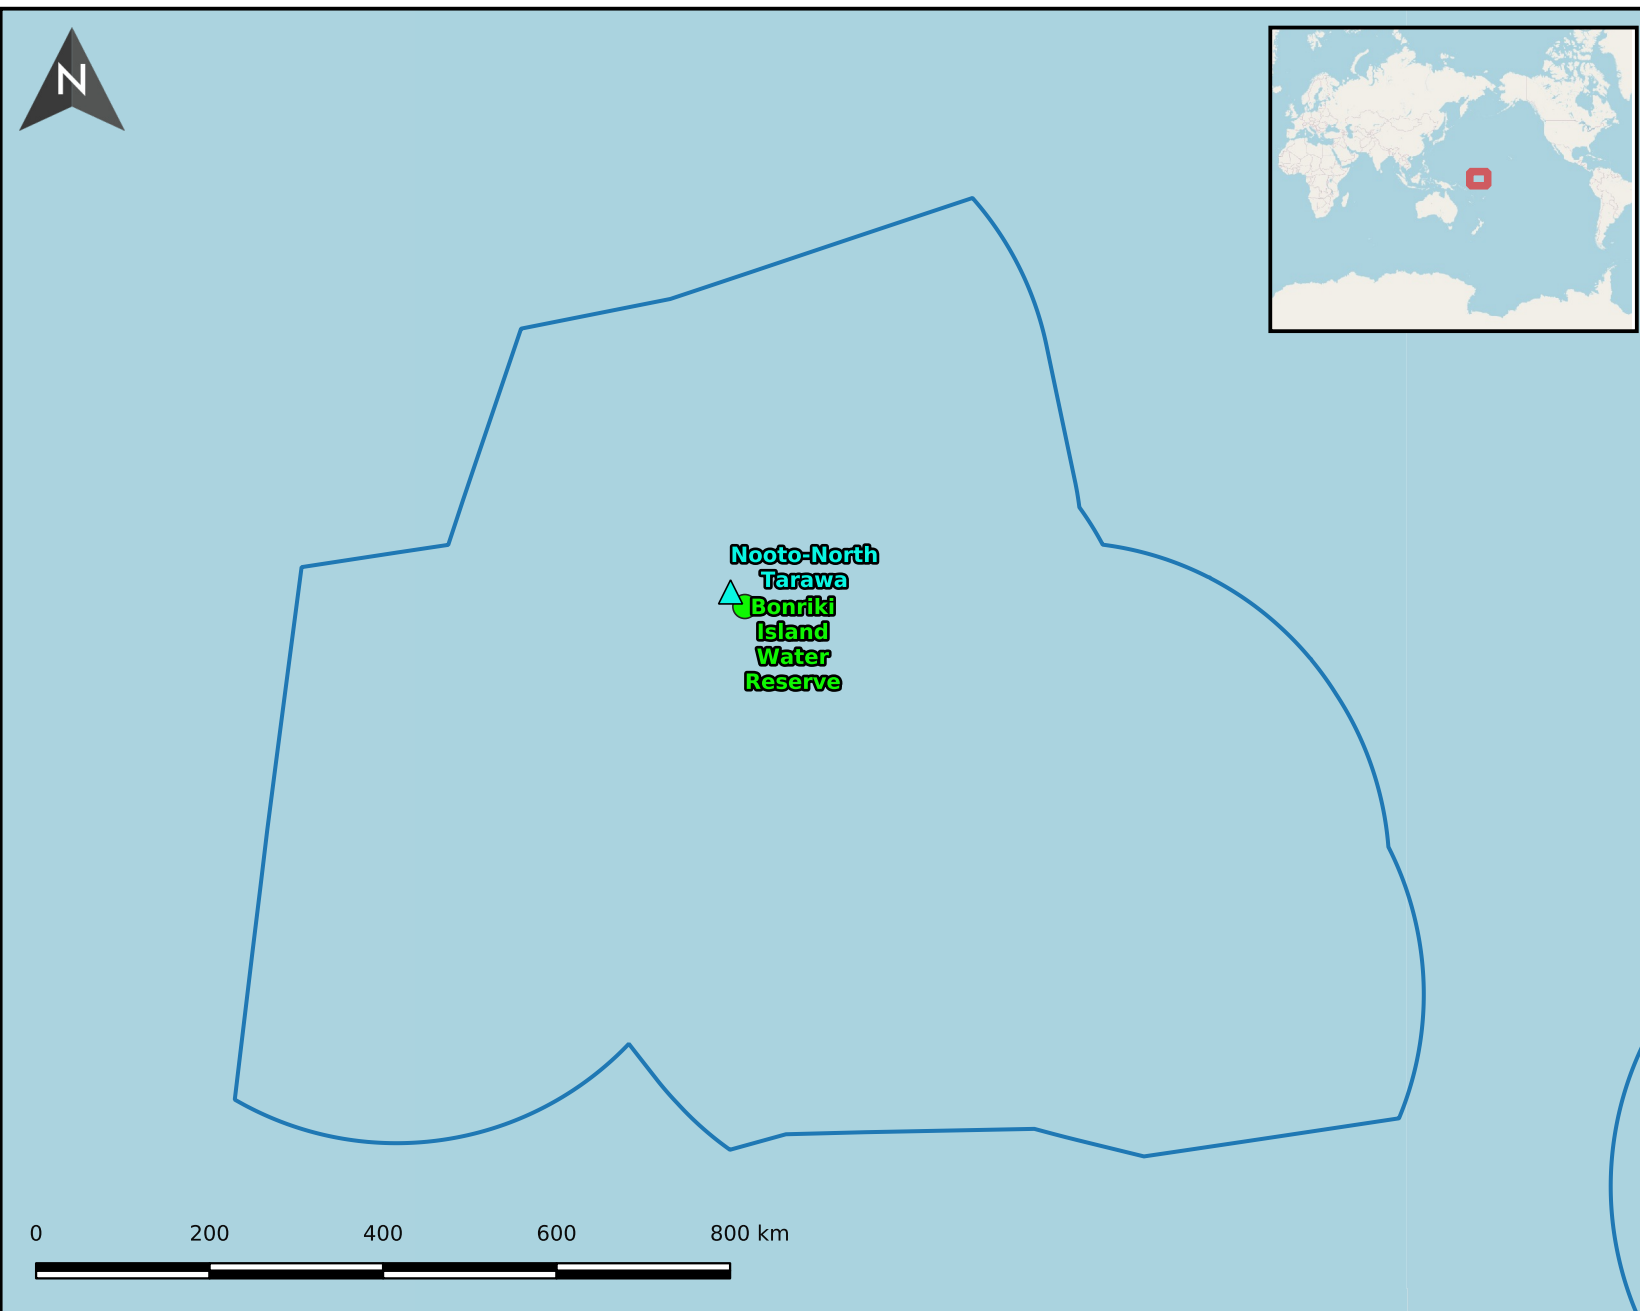 N
Nooto-North
Tarawa
Bonriki
Island
Water
Reserve
0 200 400 600 800 km